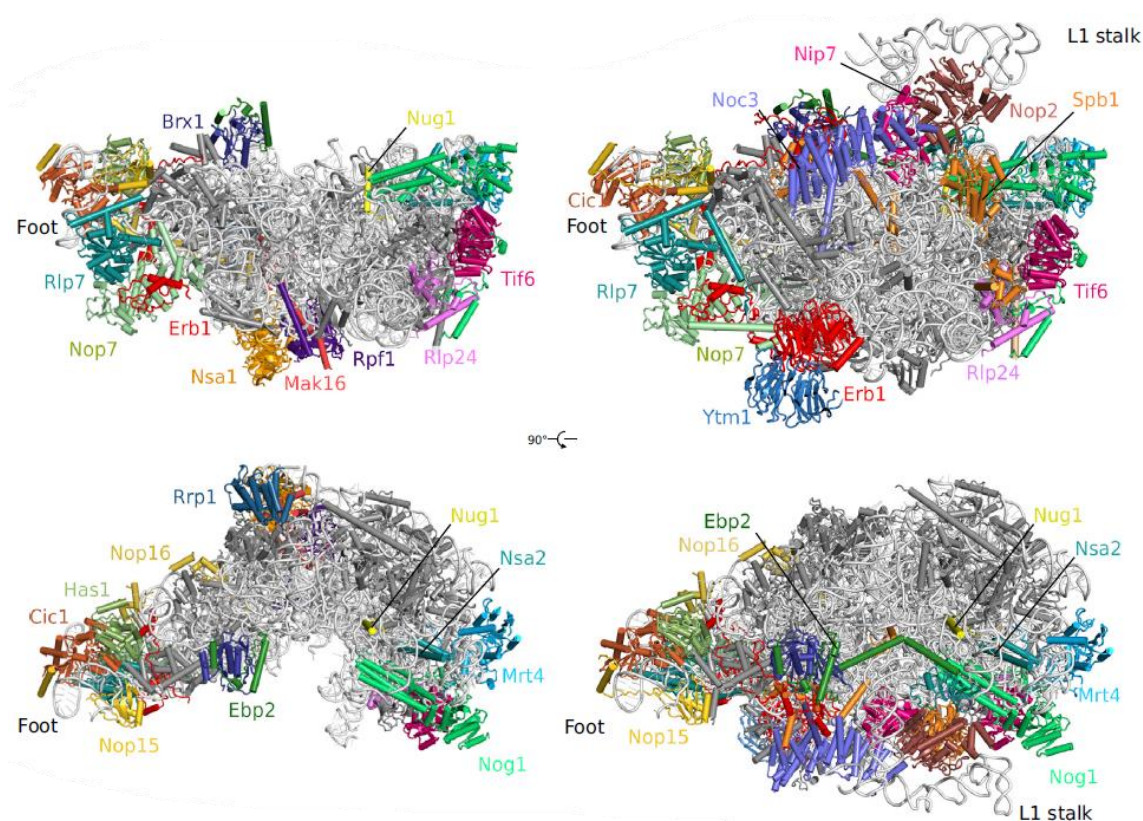 Brx1
Nug1
Cic1
Foot
Rlp7
Nop7
Erb1
Nsa1
Mak16
Rpf1
Rlp24
Tif6
L1 stalk
Nip7
Noc3
Nop2
Spb1
Foot
Rlp7
Nop7
Ytm1
Erb1
Rlp24
Tif6
90°
Rrp1
Nug1
Nop16
Nsa2
Has1
Cic1
Mrt4
Foot
Ebp2
Nop15
Nog1
Ebp2
Nug1
Nop16
Nsa2
Mrt4
Foot
Nop15
Nog1
L1 stalk